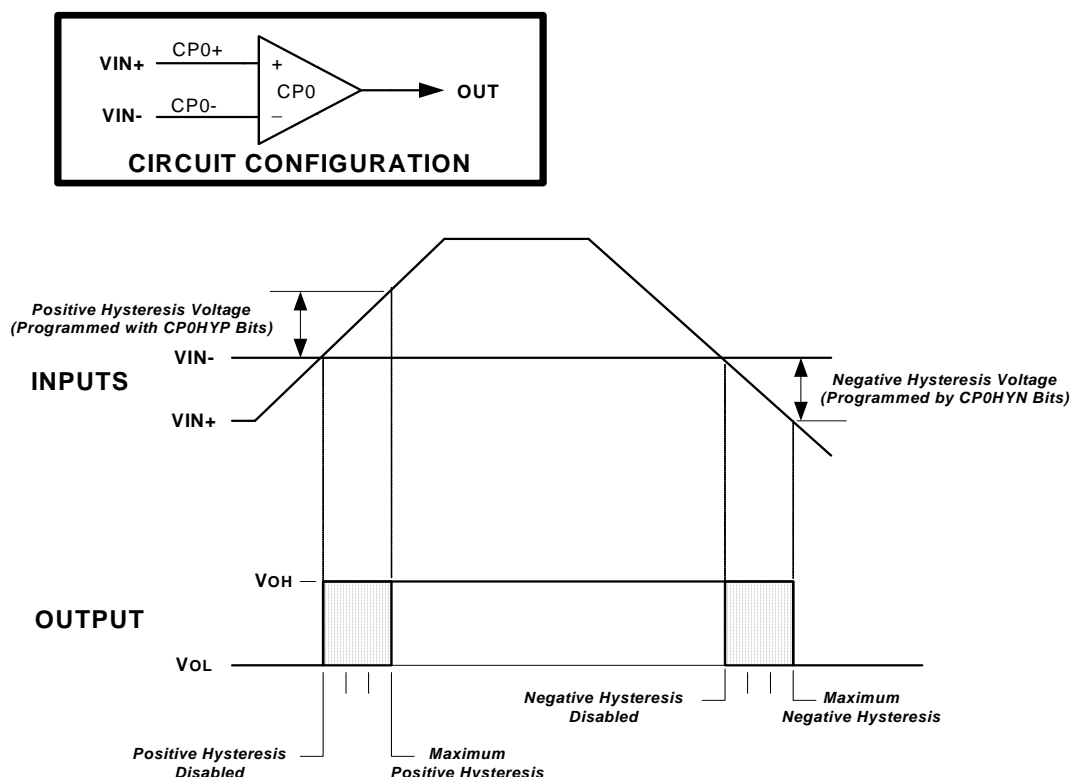 VIN+
CP0+
+
CP0
OUT
VIN-
CP0-
−
CIRCUIT CONFIGURATION
Positive Hysteresis Voltage
(Programmed with CP0HYP Bits)
VIN-
INPUTS
Negative Hysteresis Voltage
(Programmed by CP0HYN Bits)
VIN+
VOH
OUTPUT
VOL
Negative Hysteresis
Disabled
Maximum
Negative Hysteresis
Positive Hysteresis
Disabled
Maximum
Positive Hysteresis